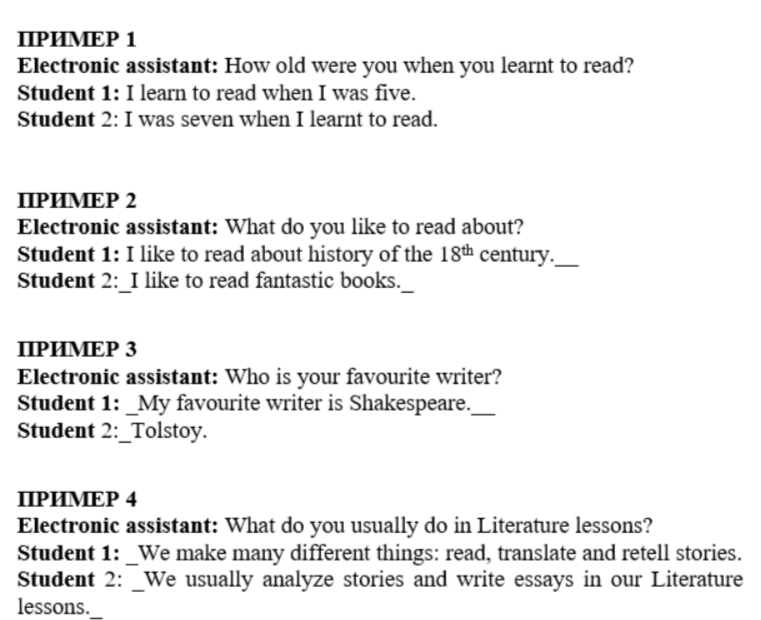 ПРИМЕР 1
Electronic assistant: How old were you when you learnt to read?
Student 1: I learn to read when I was five.
Student 2: I was seven when I learnt to read.
ПРИМЕР 2
Electronic assistant: What do you like to read about?
Student 1: I like to read about history of the 18th century.__
Student 2:_I like to read fantastic books._
ПРИМЕР 3
Electronic assistant: Who is your favourite writer?
Student 1: _My favourite writer is Shakespeare.__
Student 2:_Tolstoy.
ПРИМЕР 4
Electronic assistant: What do you usually do in Literature lessons?
Student 1: _We make many different things: read, translate and retell stories.
Student 2: _We usually analyze stories and write essays in our Literature
lessons._